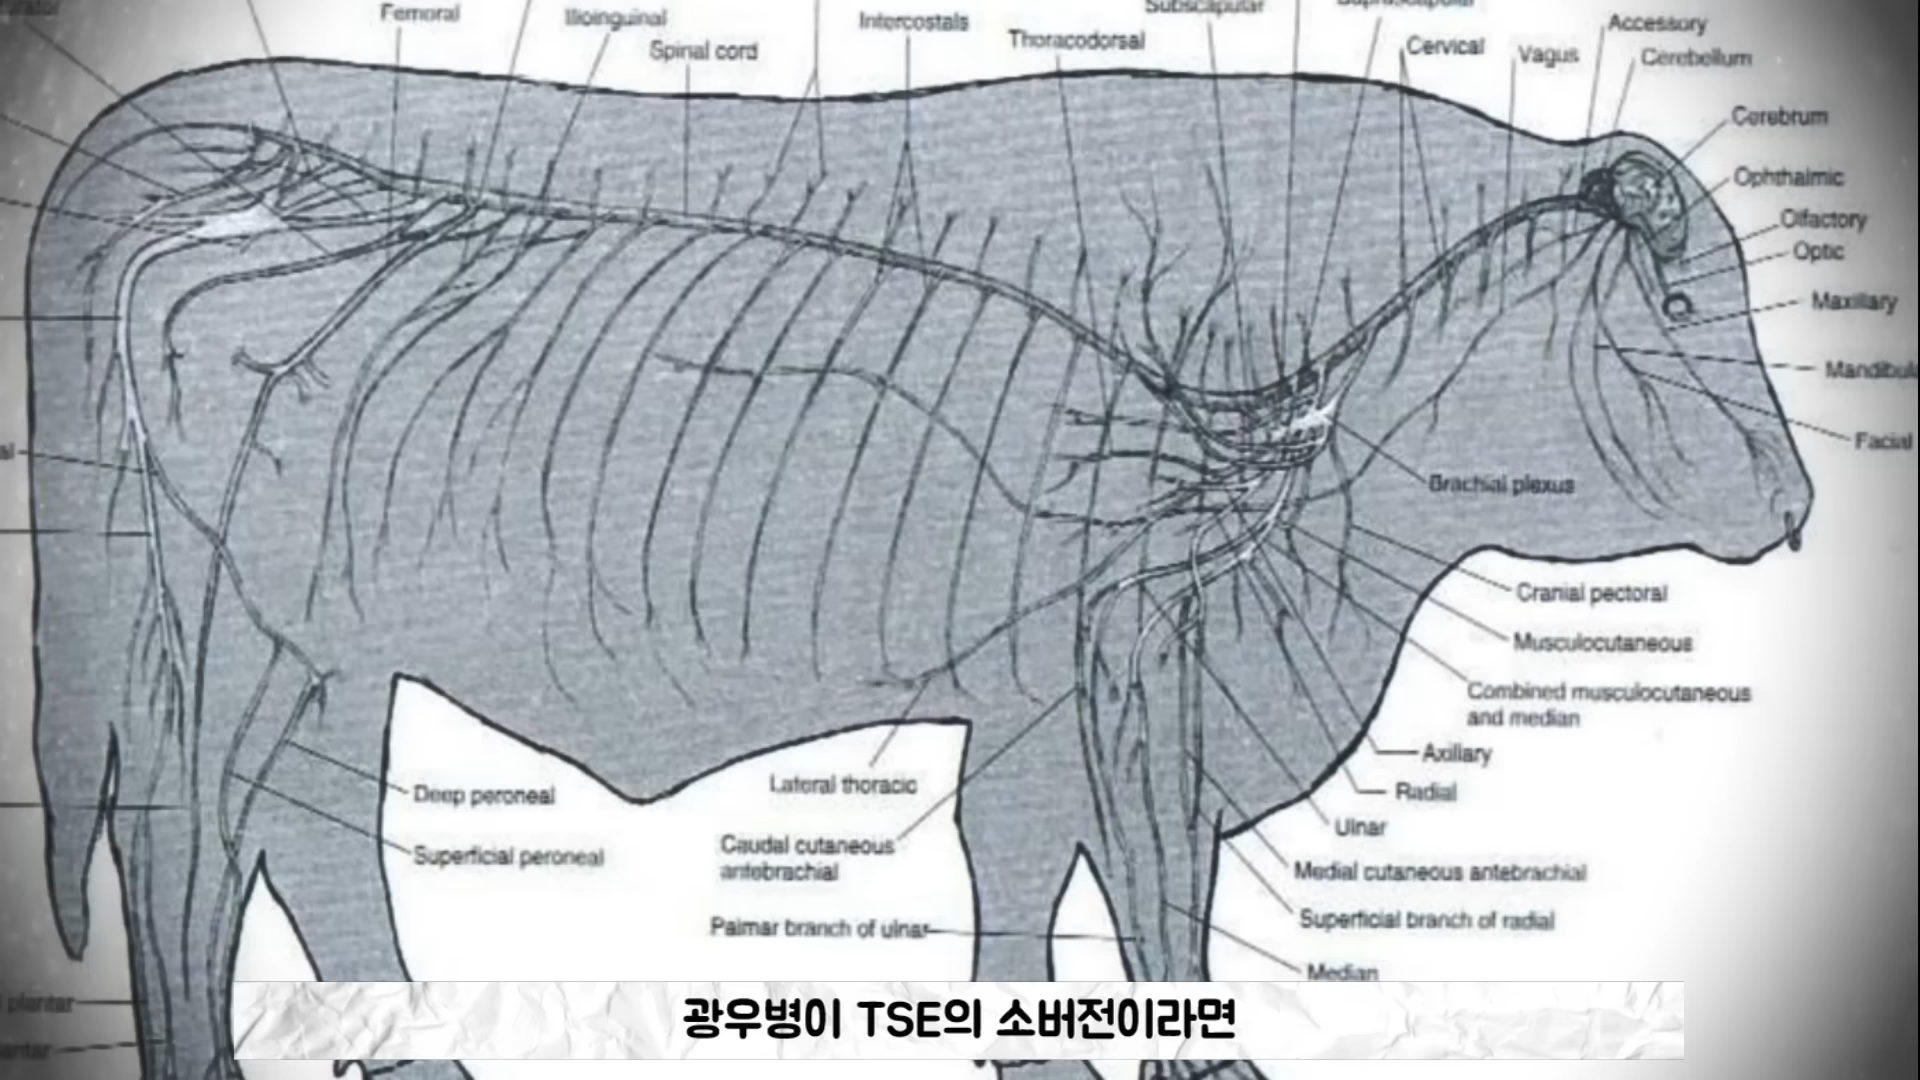 Femoral
Ilioinguinal
Spinal cord
Intercostals
Thoracodorsal
Subscapular
Cervical
Vagus
Accessory
Cerebellum
Cerebrum
Ophthalmic
Olfactory
Optic
Maxillary
Facial
Brachial plexus
Cranial pectoral
Musculocutaneous
Combined musculocutaneous
and median
Axillary
Radial
Ulnar
Medial cutaneous antebrachial
Superficial branch of radial
Median
Lateral thoracic
Caudal cutaneous
antebrachial
Palmar branch of ulnar
Deep peroneal
Superficial peroneal
plantar
광우병이 TSE의 소버전이라면